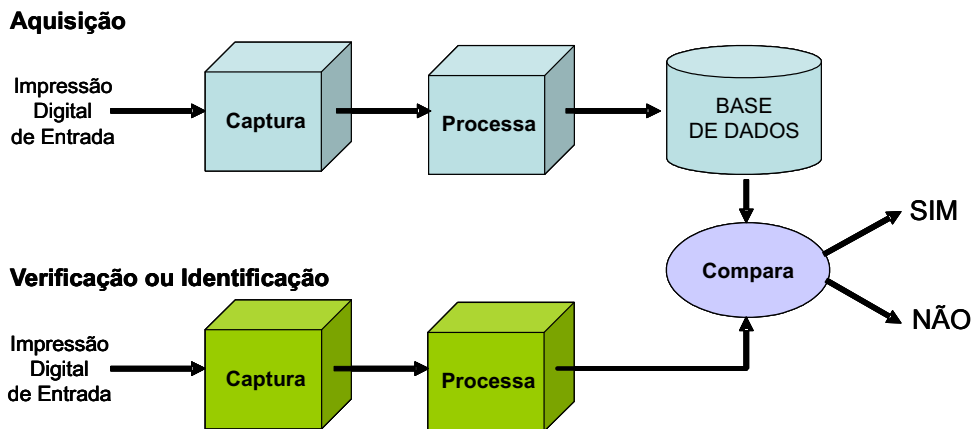 Aquisição
Impressão
Digital
de Entrada
Captura
Processa
BASE
DE DADOS
SIM
Compara
NÃO
Verificação ou Identificação
Impressão
Digital
de Entrada
Captura
Processa